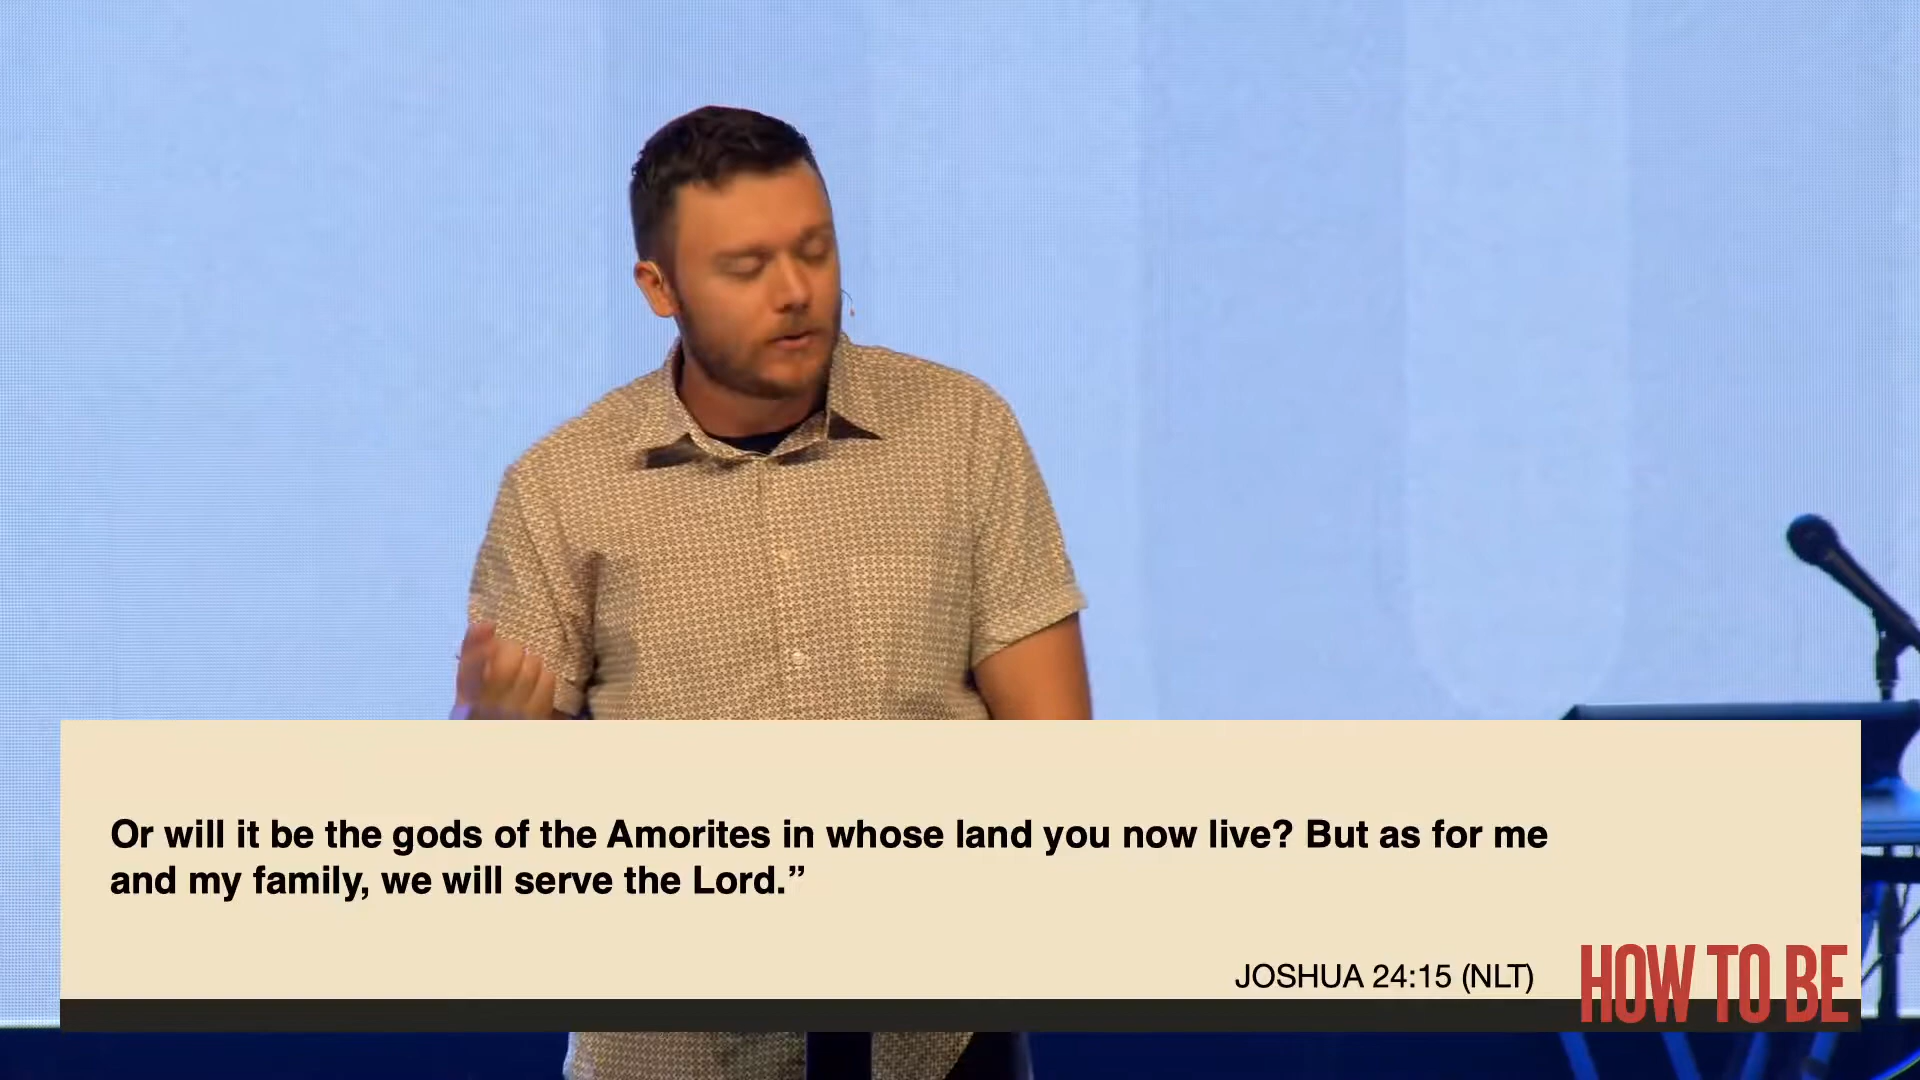 Or will it be the gods of the Amorites in whose land you now live? But as for me
and my family, we will serve the Lord.”
JOSHUA 24:15 (NLT)
HOW TO BE